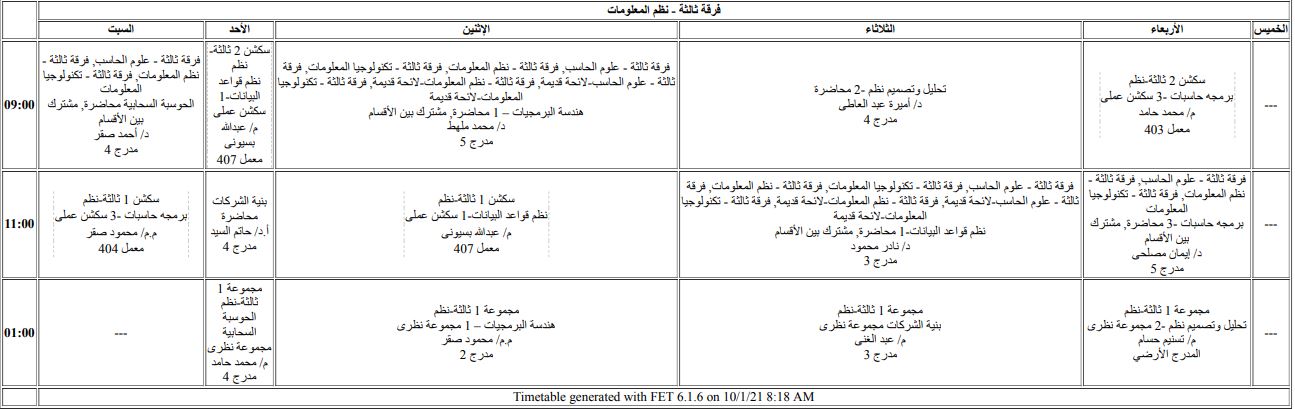 فرقة ثالثة - نظم المعلومات
السبت
الأحد
الإثنين
الثلاثاء
الأربعاء
الخميس
09:00
فرقة ثالثة - علوم الحاسب, فرقة ثالثة -
نظم المعلومات, فرقة ثالثة - تكنولوجيا
المعلومات
الحوسبة السحابية محاضرة, مشترك
بين الأقسام
د/ أحمد صقر
مدرج 4
سكشن 2 ثالثة-
نظم
نظم قواعد
البيانات-1
سكشن عملى
م/ عبدالله
بسيونى
معمل 407
فرقة ثالثة - علوم الحاسب, فرقة ثالثة - نظم المعلومات, فرقة ثالثة - تكنولوجيا المعلومات, فرقة
ثالثة - علوم الحاسب-لائحة قديمة, فرقة ثالثة - نظم المعلومات-لائحة قديمة, فرقة ثالثة - تكنولوجيا
المعلومات-لائحة قديمة
هندسة البرمجيات – 1 محاضرة, مشترك بين الأقسام
د/ محمد ملهط
مدرج 5
تحليل وتصميم نظم -2 محاضرة
د/ أميرة عبد العاطى
مدرج 4
سكشن 2 ثالثة-نظم
برمجه حاسبات -3 سكشن عملى
م/ محمد حامد
معمل 403
---
11:00
سكشن 1 ثالثة-نظم
برمجه حاسبات -3 سكشن عملى
م.م/ محمود صقر
معمل 404
بنية الشركات
محاضرة
أ.د/ حاتم السيد
مدرج 4
سكشن 1 ثالثة-نظم
نظم قواعد البيانات-1 سكشن عملى
م/ عبدالله بسيونى
معمل 407
فرقة ثالثة - علوم الحاسب, فرقة ثالثة - تكنولوجيا المعلومات, فرقة ثالثة - نظم المعلومات, فرقة
ثالثة - علوم الحاسب-لائحة قديمة, فرقة ثالثة - نظم المعلومات-لائحة قديمة, فرقة ثالثة - تكنولوجيا
المعلومات-لائحة قديمة
نظم قواعد البيانات-1 محاضرة, مشترك بين الأقسام
د/ نادر محمود
مدرج 3
فرقة ثالثة - علوم الحاسب, فرقة ثالثة -
نظم المعلومات, فرقة ثالثة - تكنولوجيا
المعلومات
برمجه حاسبات -3 محاضرة, مشترك
بين الأقسام
د/ إيمان مصلحى
مدرج 5
---
01:00
---
مجموعة 1
ثالثة-نظم
الحوسبة
السحابية
مجموعة نظرى
م/ محمد حامد
مدرج 4
مجموعة 1 ثالثة-نظم
هندسة البرمجيات – 1 مجموعة نظرى
م.م/ محمود صقر
مدرج 2
مجموعة 1 ثالثة-نظم
بنية الشركات مجموعة نظرى
م/ عبد الغنى
مدرج 3
مجموعة 1 ثالثة-نظم
تحليل وتصميم نظم -2 مجموعة نظرى
م/ تسنيم حسام
المدرج الأرضي
---
Timetable generated with FET 6.1.6 on 10/1/21 8:18 AM